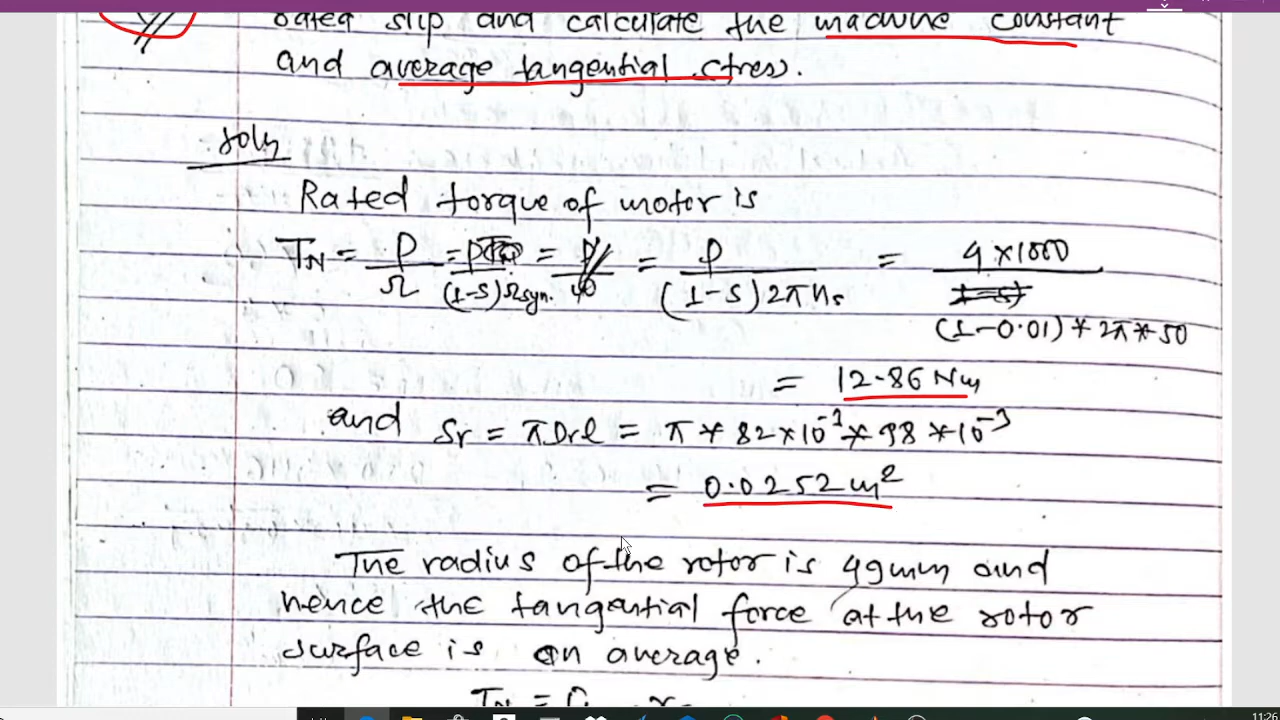 rated slip and calculate the machine constant
and average tangential stress.
soln
Rated torque of motor is
TN = P/Ω = (1-S)Ωsyn. = = P/(1-S)2πns = 4×1000/(1-0.01)*2π*50
= 12.86 Nm
and Sr = πDrl = π * 82×10⁻³ * 98 *10⁻³
= 0.0252 m²
The radius of the rotor is 49mm and
hence the tangential force at the rotor
surface is on average.
TN =
11:26